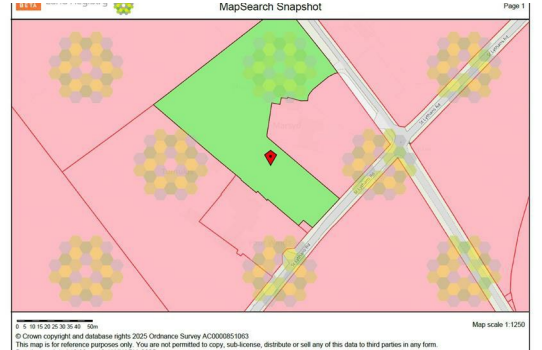 BETA
MapSearch Snapshot
Page 1
0 5 10 15 20 25 30 35 40 50m
Map scale 1:1250
© Crown copyright and database rights 2025 Ordnance Survey AC0000851063
This map is for reference purposes only. You are not permitted to copy, sub-license, distribute or sell any of this data to third parties in any form.